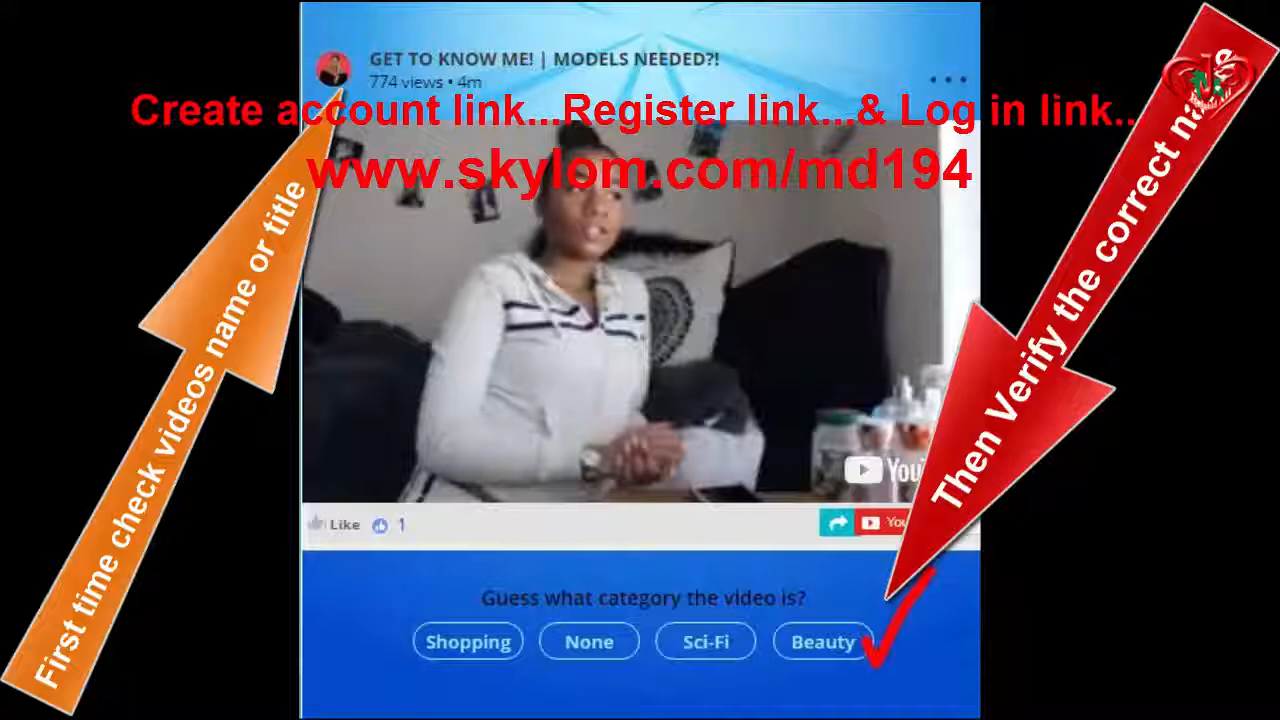 GET TO KNOW ME! | MODELS NEEDED?!
774 views • 4m
Create account link...Register link...& Log in link..
www.skylom.com/md194
First time check videos name or title
Then Verify the correct name
Like 1
Guess what category the video is?
Shopping None Sci-Fi Beauty